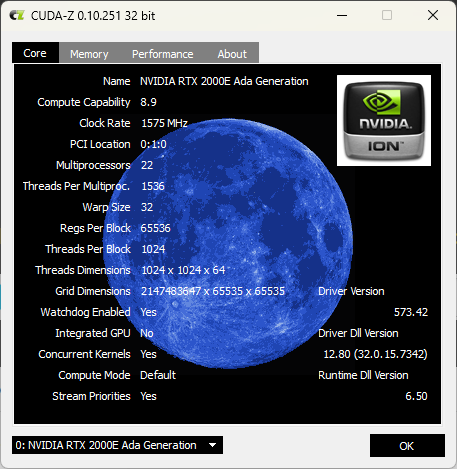 CUDA-Z 0.10.251 32 bit
Core Memory Performance About
Name NVIDIA RTX 2000E Ada Generation
Compute Capability 8.9
Clock Rate 1575 MHz
PCI Location 0:1:0
Multiprocessors 22
Threads Per Multiproc. 1536
Warp Size 32
Regs Per Block 65536
Threads Per Block 1024
Threads Dimensions 1024 x 1024 x 64
Grid Dimensions 2147483647 x 65535 x 65535 Driver Version
Watchdog Enabled Yes 573.42
Integrated GPU No Driver Dll Version
Concurrent Kernels Yes 12.80 (32.0.15.7342)
Compute Mode Default Runtime Dll Version
Stream Priorities Yes 6.50
NVIDIA.
ION™
0: NVIDIA RTX 2000E Ada Generation OK